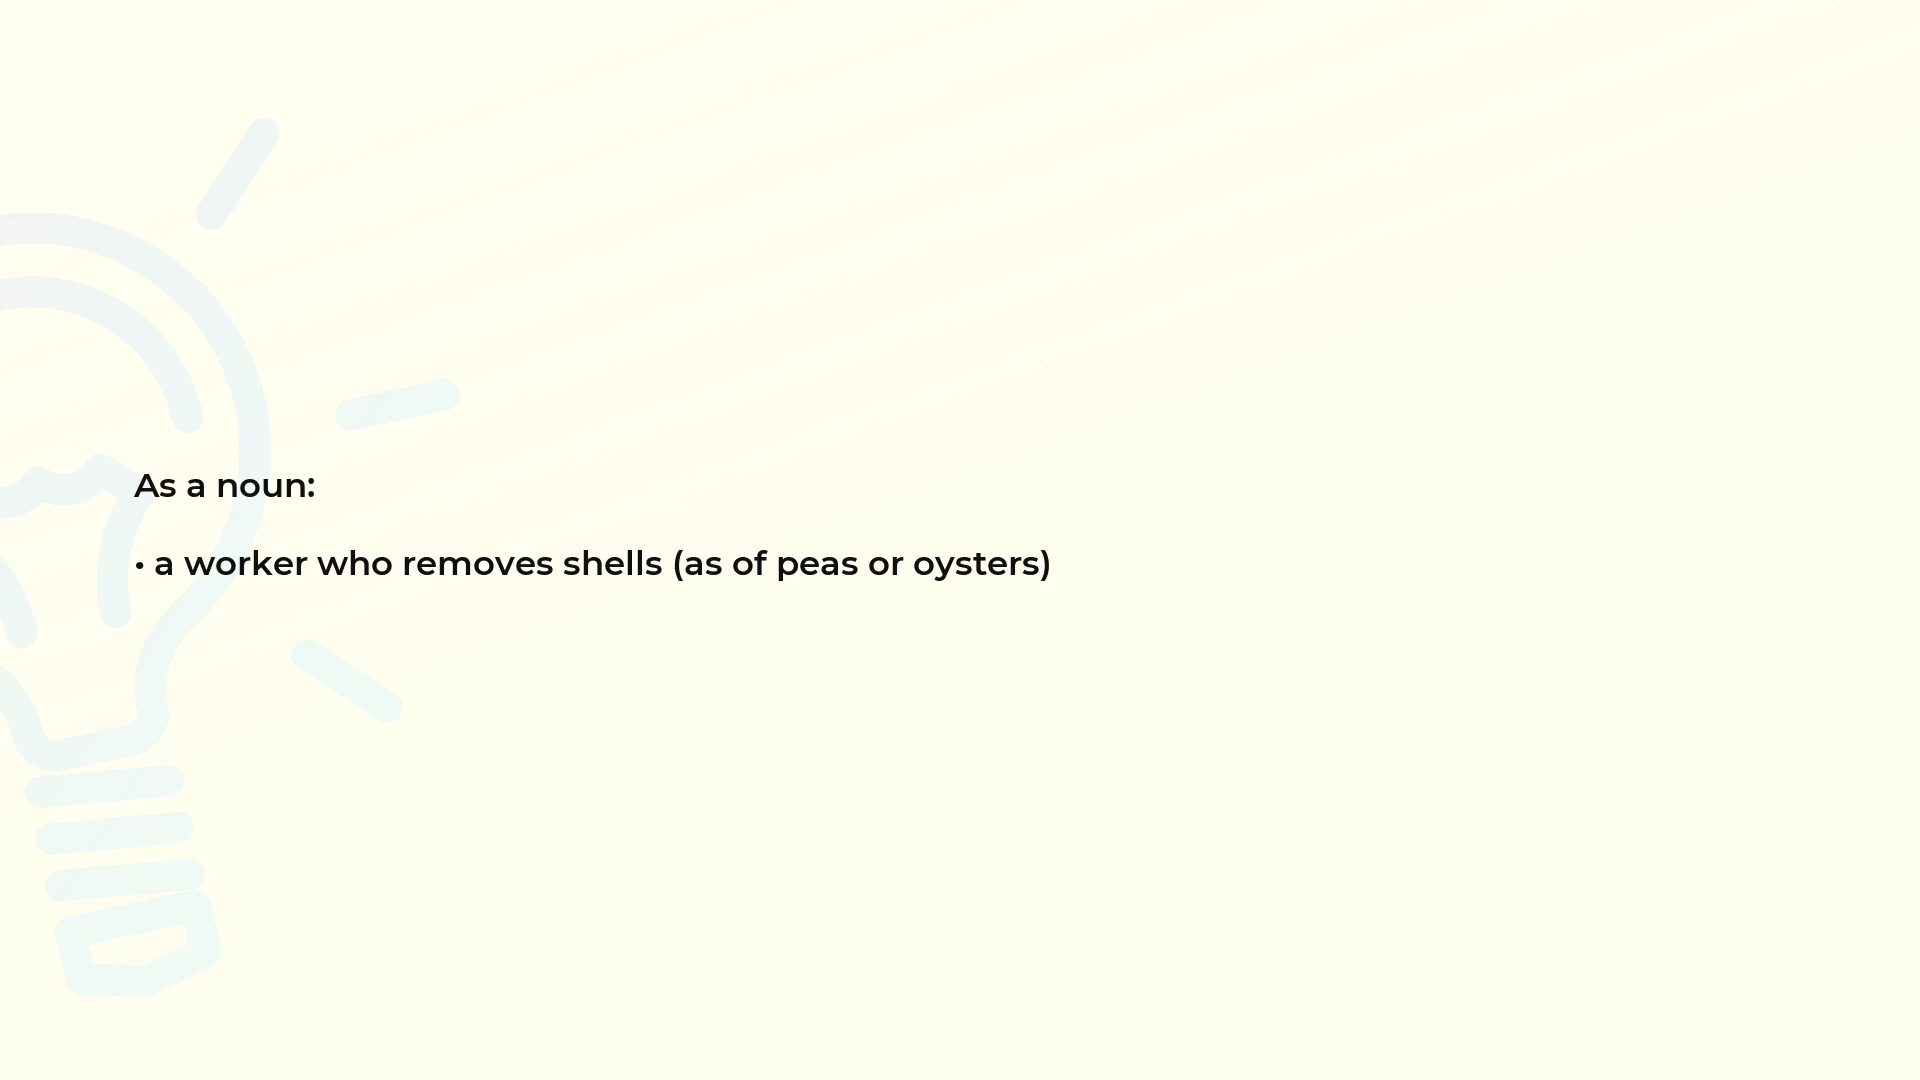 As a noun:
• a worker who removes shells (as of peas or oysters)